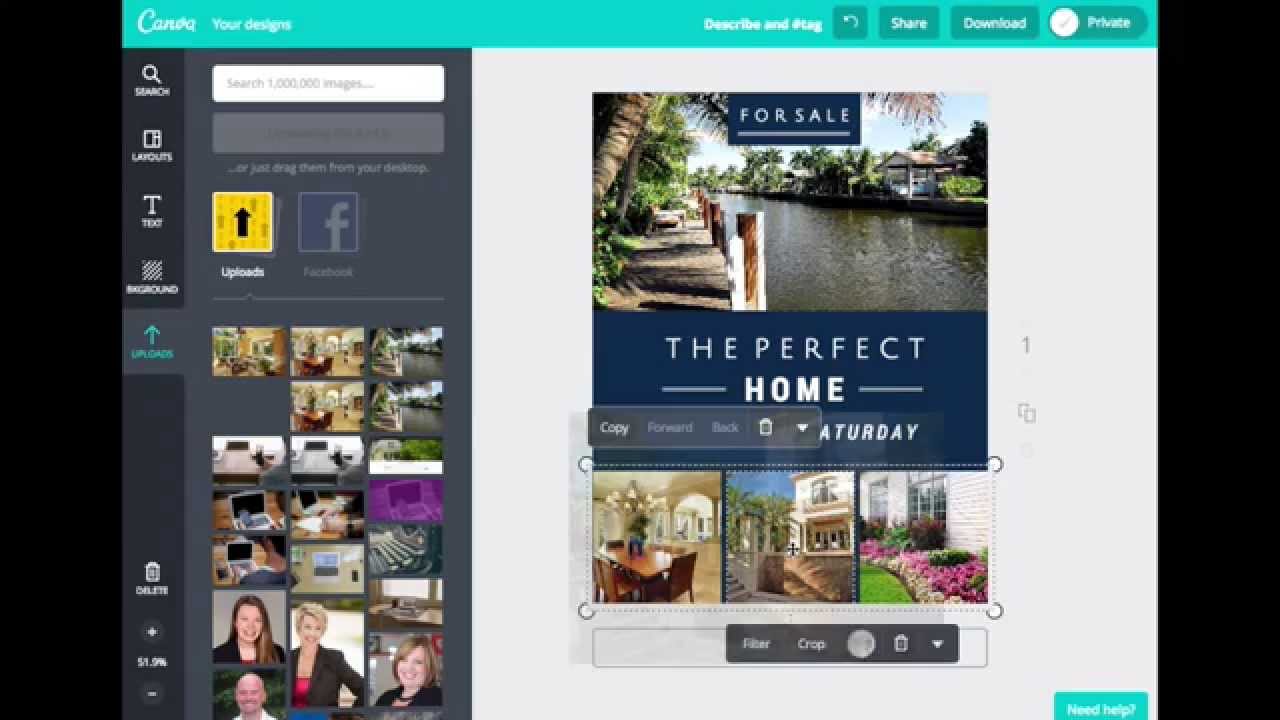 Canva
Your designs
Describe and #tag
Share
Download
Private
SEARCH
LAYOUTS
TEXT
BKGROUND
UPLOADS
DELETE
51.9%
Search 1,000,000 images....
...or just drag them from your desktop.
Uploads
Facebook
FOR SALE
THE PERFECT
HOME
ATURDAY
Copy
Forward
Back
Filter
Crop
1
Need help?